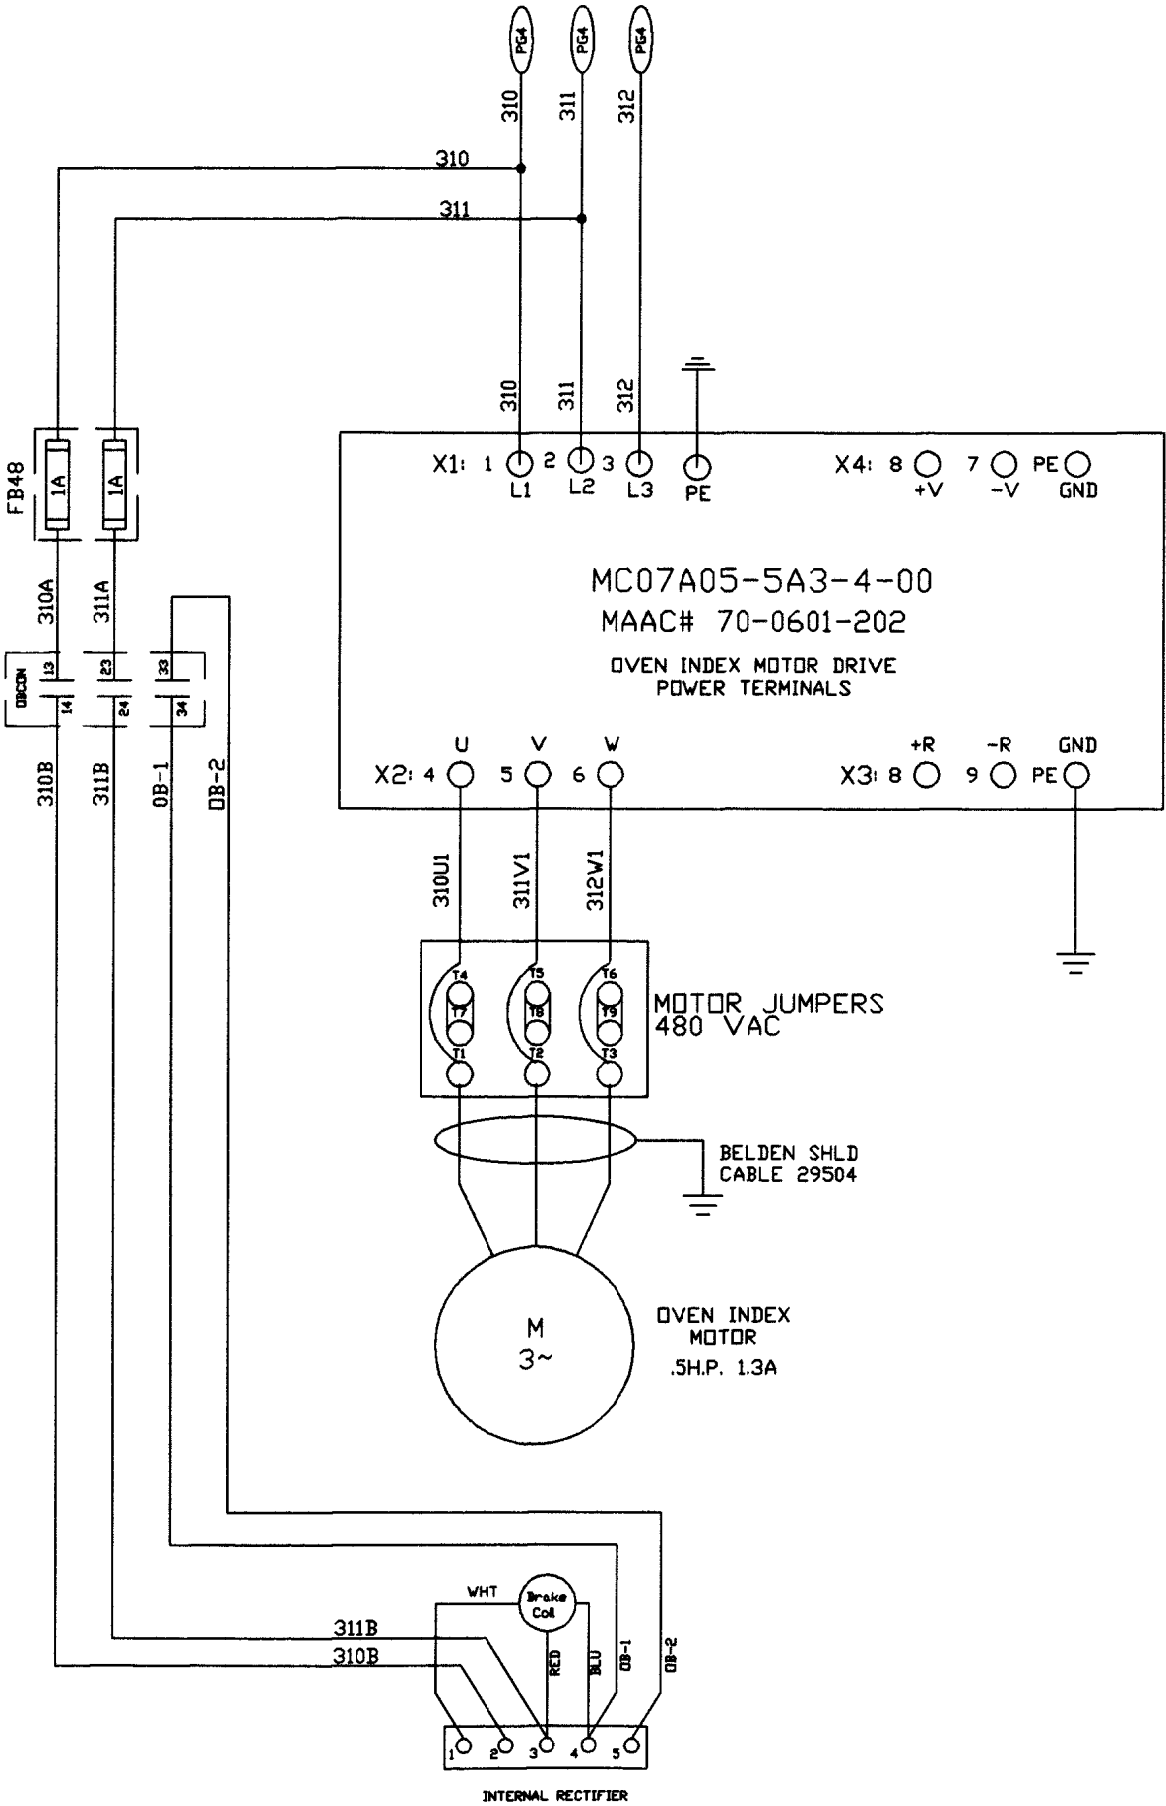 PG4 PG4 PG4
310 311 312
310
311
310 311 312
FB48
1A 1A
X1: 1 2 3
L1 L2 L3 PE
X4: 8 7 PE
+V -V GND
MC07A05-5A3-4-00
MAAC# 70-0601-202
OVEN INDEX MOTOR DRIVE
POWER TERMINALS
310A 311A
OBCON 13 23 33
14 24 34
310B 311B OB-1 OB-2
U V W
X2: 4 5 6
+R -R GND
X3: 8 9 PE
310U1 311V1 312W1
T4 T5 T6
T7 T8 T9
T1 T2 T3
MOTOR JUMPERS
480 VAC
BELDEN SHLD
CABLE 29504
M
3~
OVEN INDEX
MOTOR
.5H.P. 1.3A
WHT
Brake
Coil
311B
310B
RED BLU OB-1 OB-2
1 2 3 4 5
INTERNAL RECTIFIER